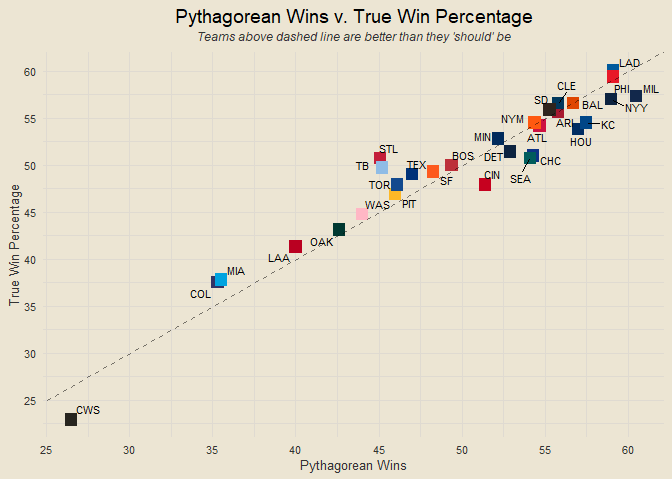 Pythagorean Wins v. True Win Percentage
Teams above dashed line are better than they 'should' be
True Win Percentage
60
55
50
45
40
35
30
25
LAD
CLE
PHI
MIL
SD
BAL
NYY
NYM
ARI
KC
ATL
HOU
MIN
STL
BOS
DET
CHC
TB
TEX
SF
CIN
SEA
TOR
WAS
PIT
OAK
LAA
MIA
COL
CWS
25
30
35
40
45
50
55
60
Pythagorean Wins